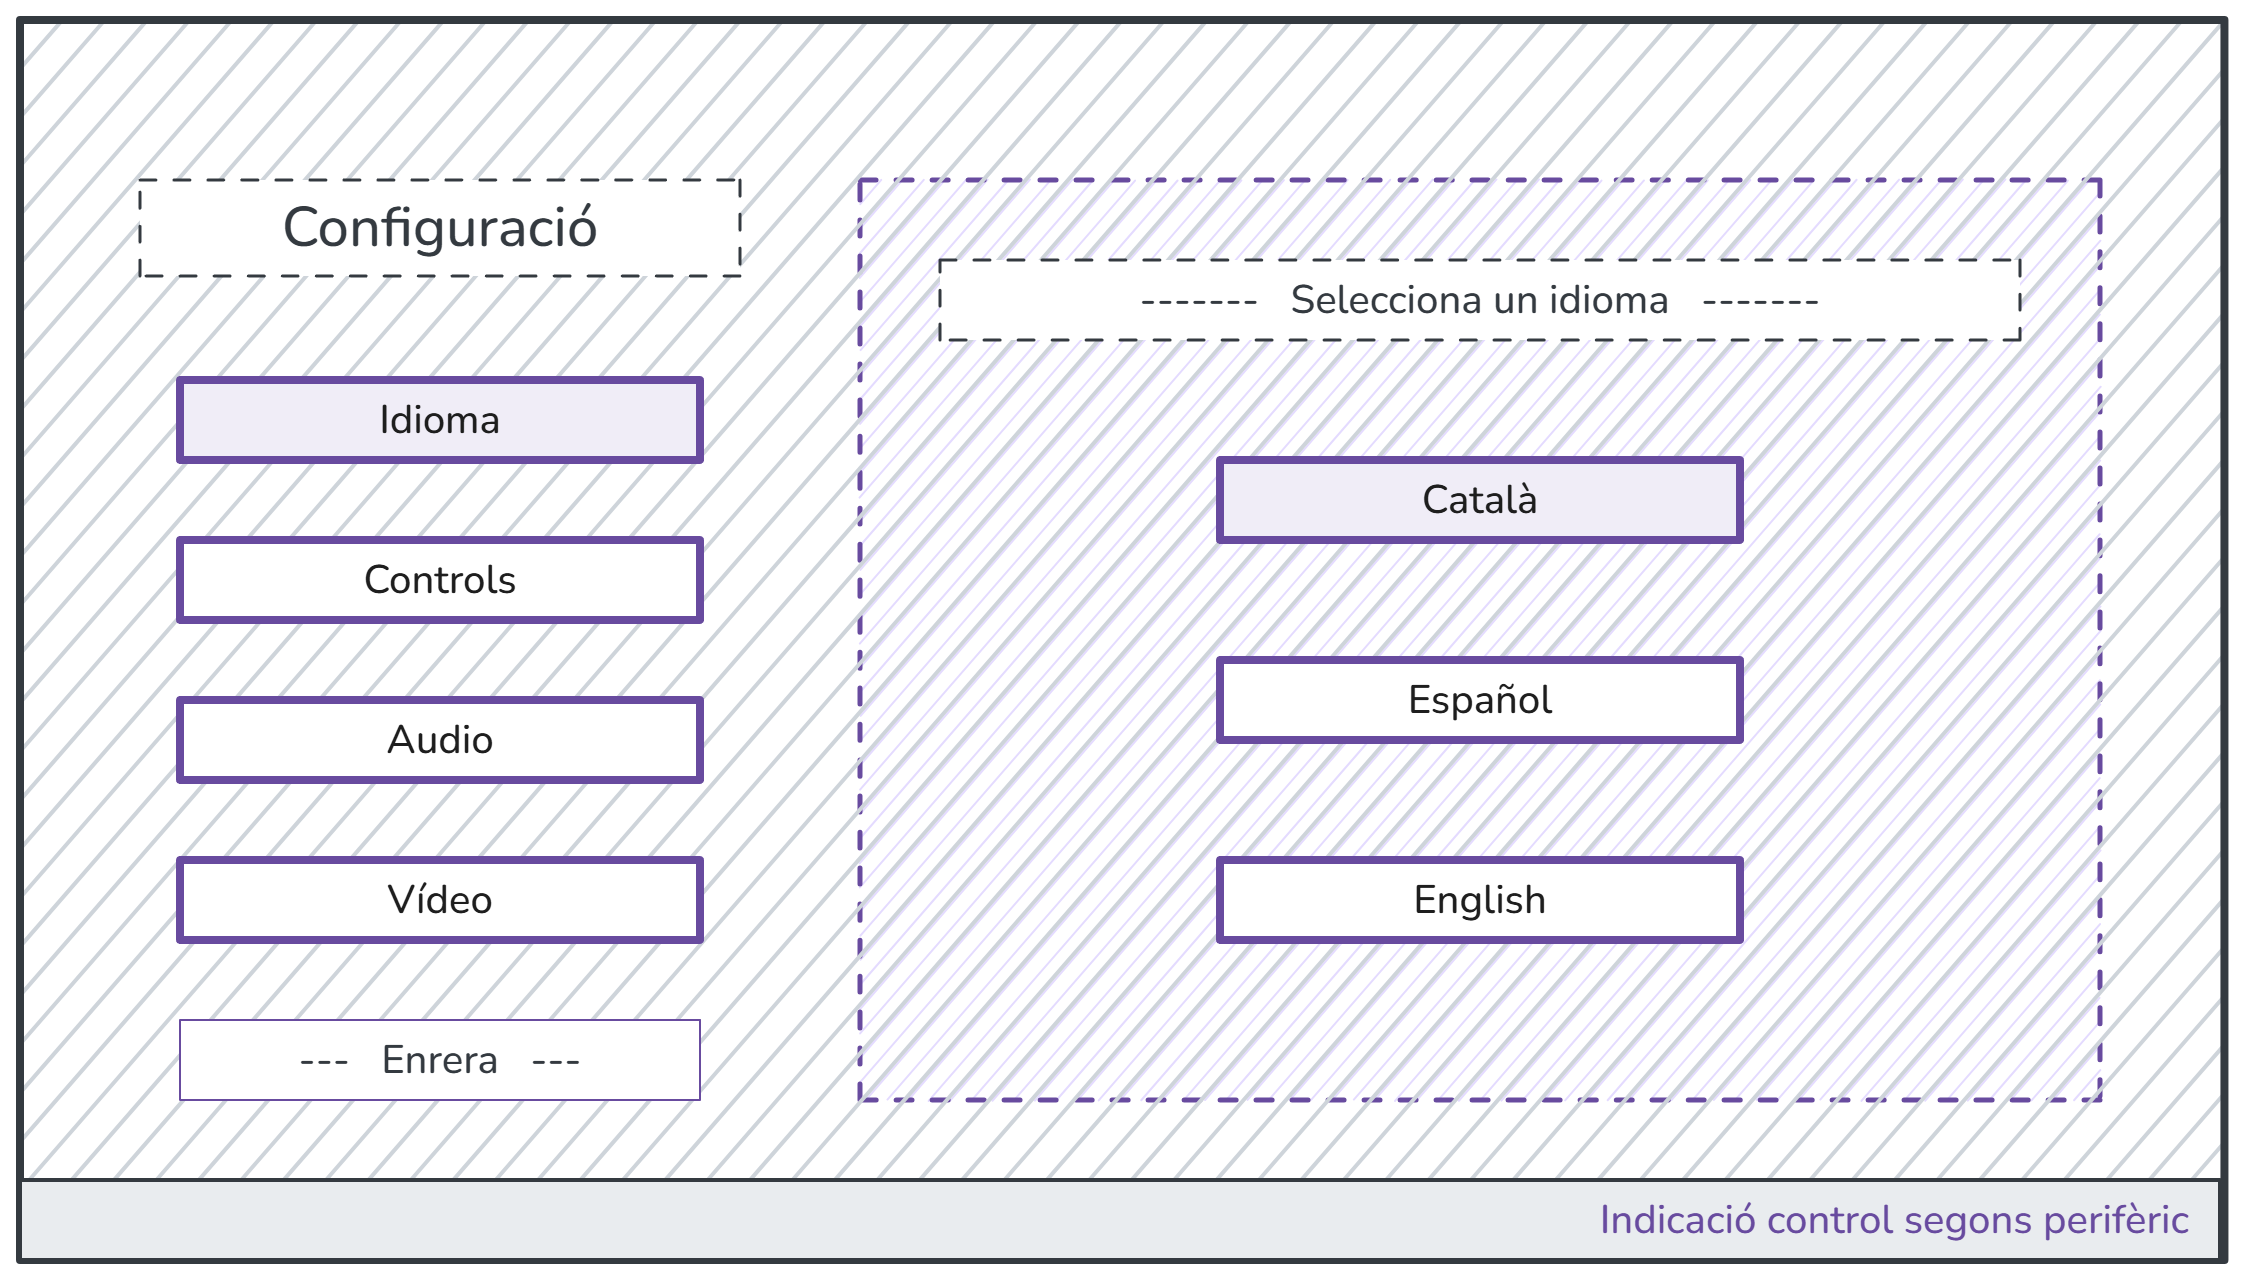 Configuració
Idioma
Controls
Audio
Vídeo
--- Enrera ---
------- Selecciona un idioma -------
Català
Español
English
Indicació control segons perifèric